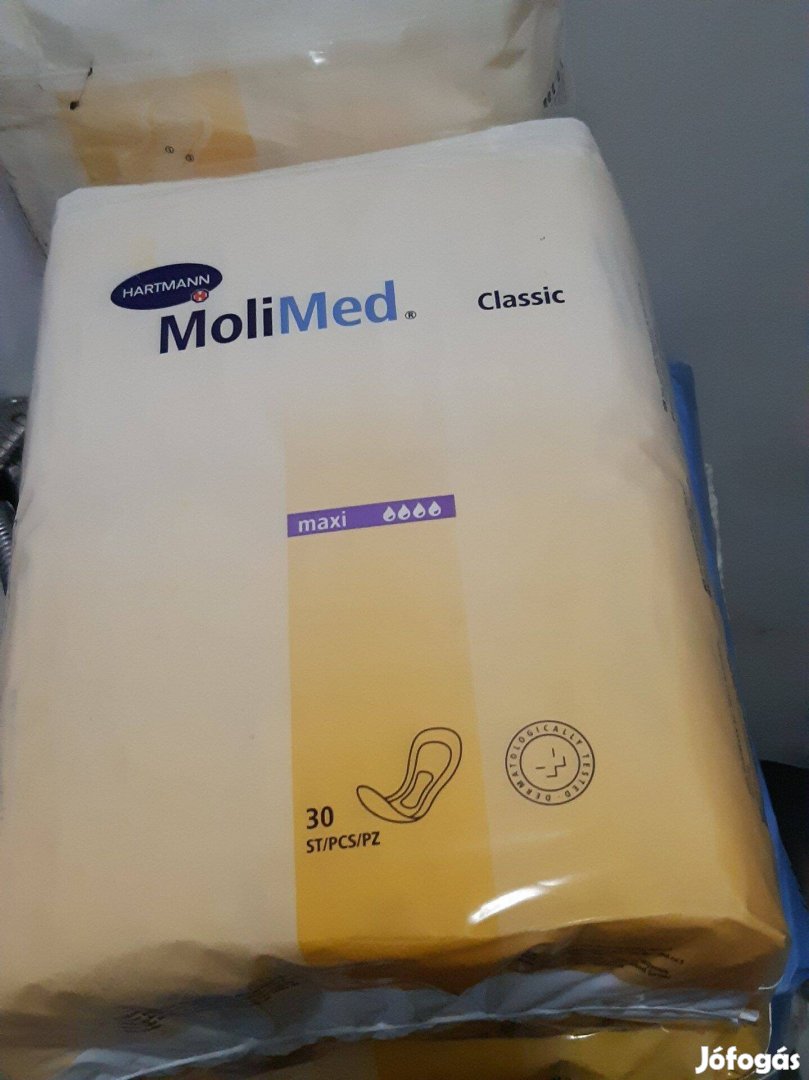 HARTMANN
MoliMed®
Classic
maxi
30
ST/PCS/PZ
DERMATOLOGICALLY TESTED
Jófogás